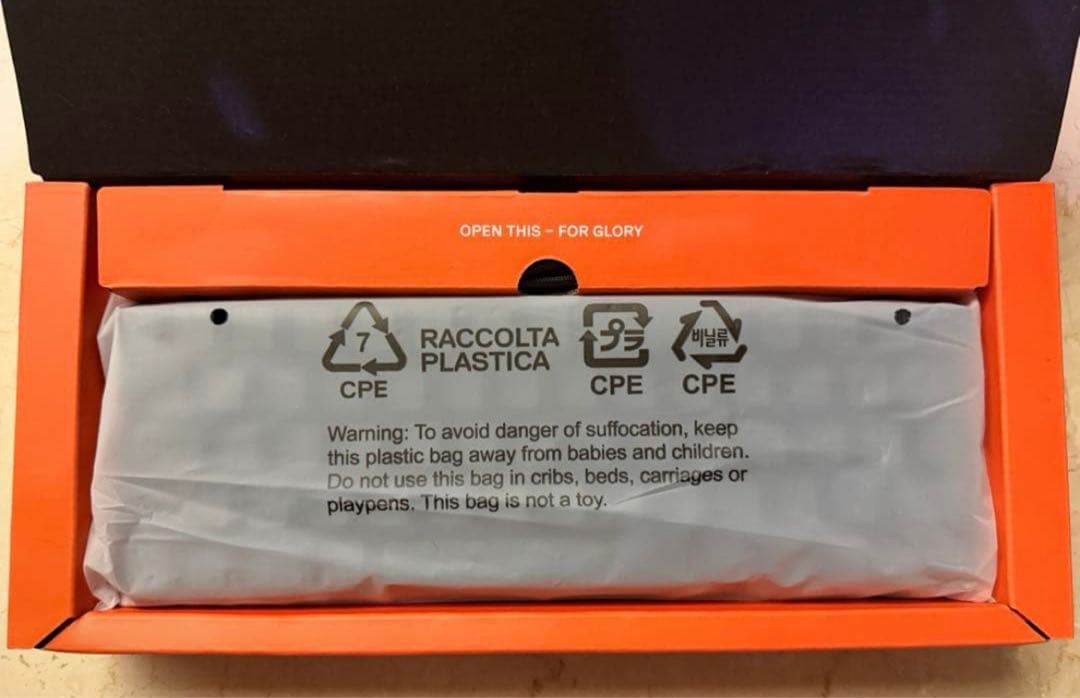 OPEN THIS – FOR GLORY
7
CPE
RACCOLTA
PLASTICA
プラ
CPE
비닐류
CPE
Warning: To avoid danger of suffocation, keep
this plastic bag away from babies and children.
Do not use this bag in cribs, beds, carriages or
playpens. This bag is not a toy.